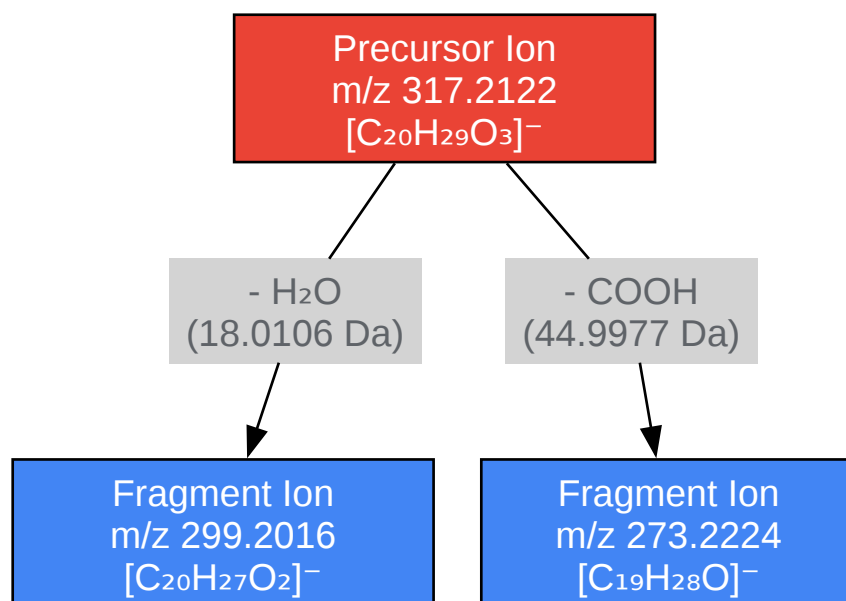 Precursor Ion
m/z 317.2122
[C₂₀H₂₉O₃]⁻
- H₂O
(18.0106 Da)
- COOH
(44.9977 Da)
Fragment Ion
m/z 299.2016
[C₂₀H₂₇O₂]⁻
Fragment Ion
m/z 273.2224
[C₁₉H₂₈O]⁻